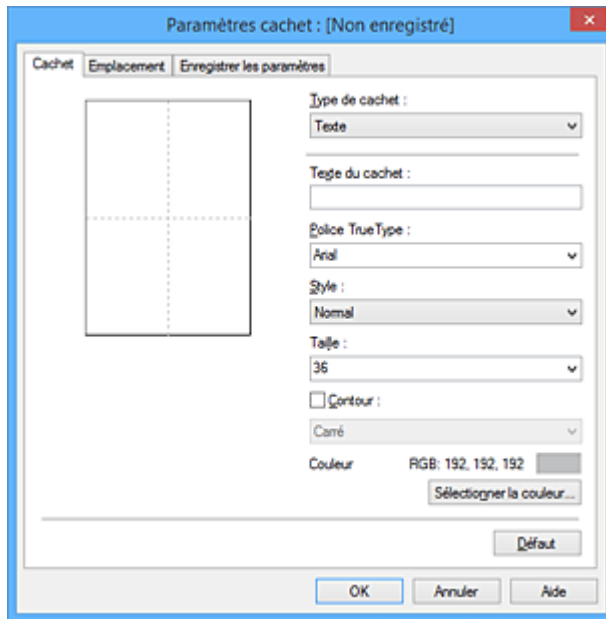 Paramètres cachet : [Non enregistré]
Cachet Emplacement Enregistrer les paramètres
Type de cachet :
Texte
Texte du cachet :
Police TrueType :
Arial
Style :
Normal
Taille :
36
Contour :
Carré
Couleur RGB: 192, 192, 192
Sélectionner la couleur...
Défaut
OK Annuler Aide